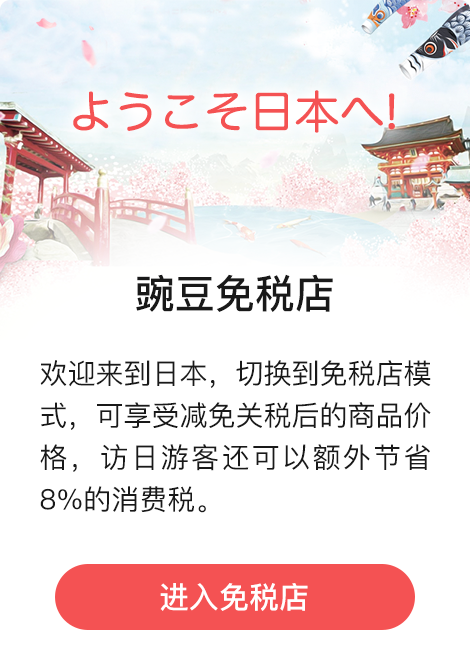 ようこそ日本へ!
豌豆免税店
欢迎来到日本，切换到免税店模
式，可享受减免关税后的商品价
格，访日游客还可以额外节省
8%的消费税。
进入免税店